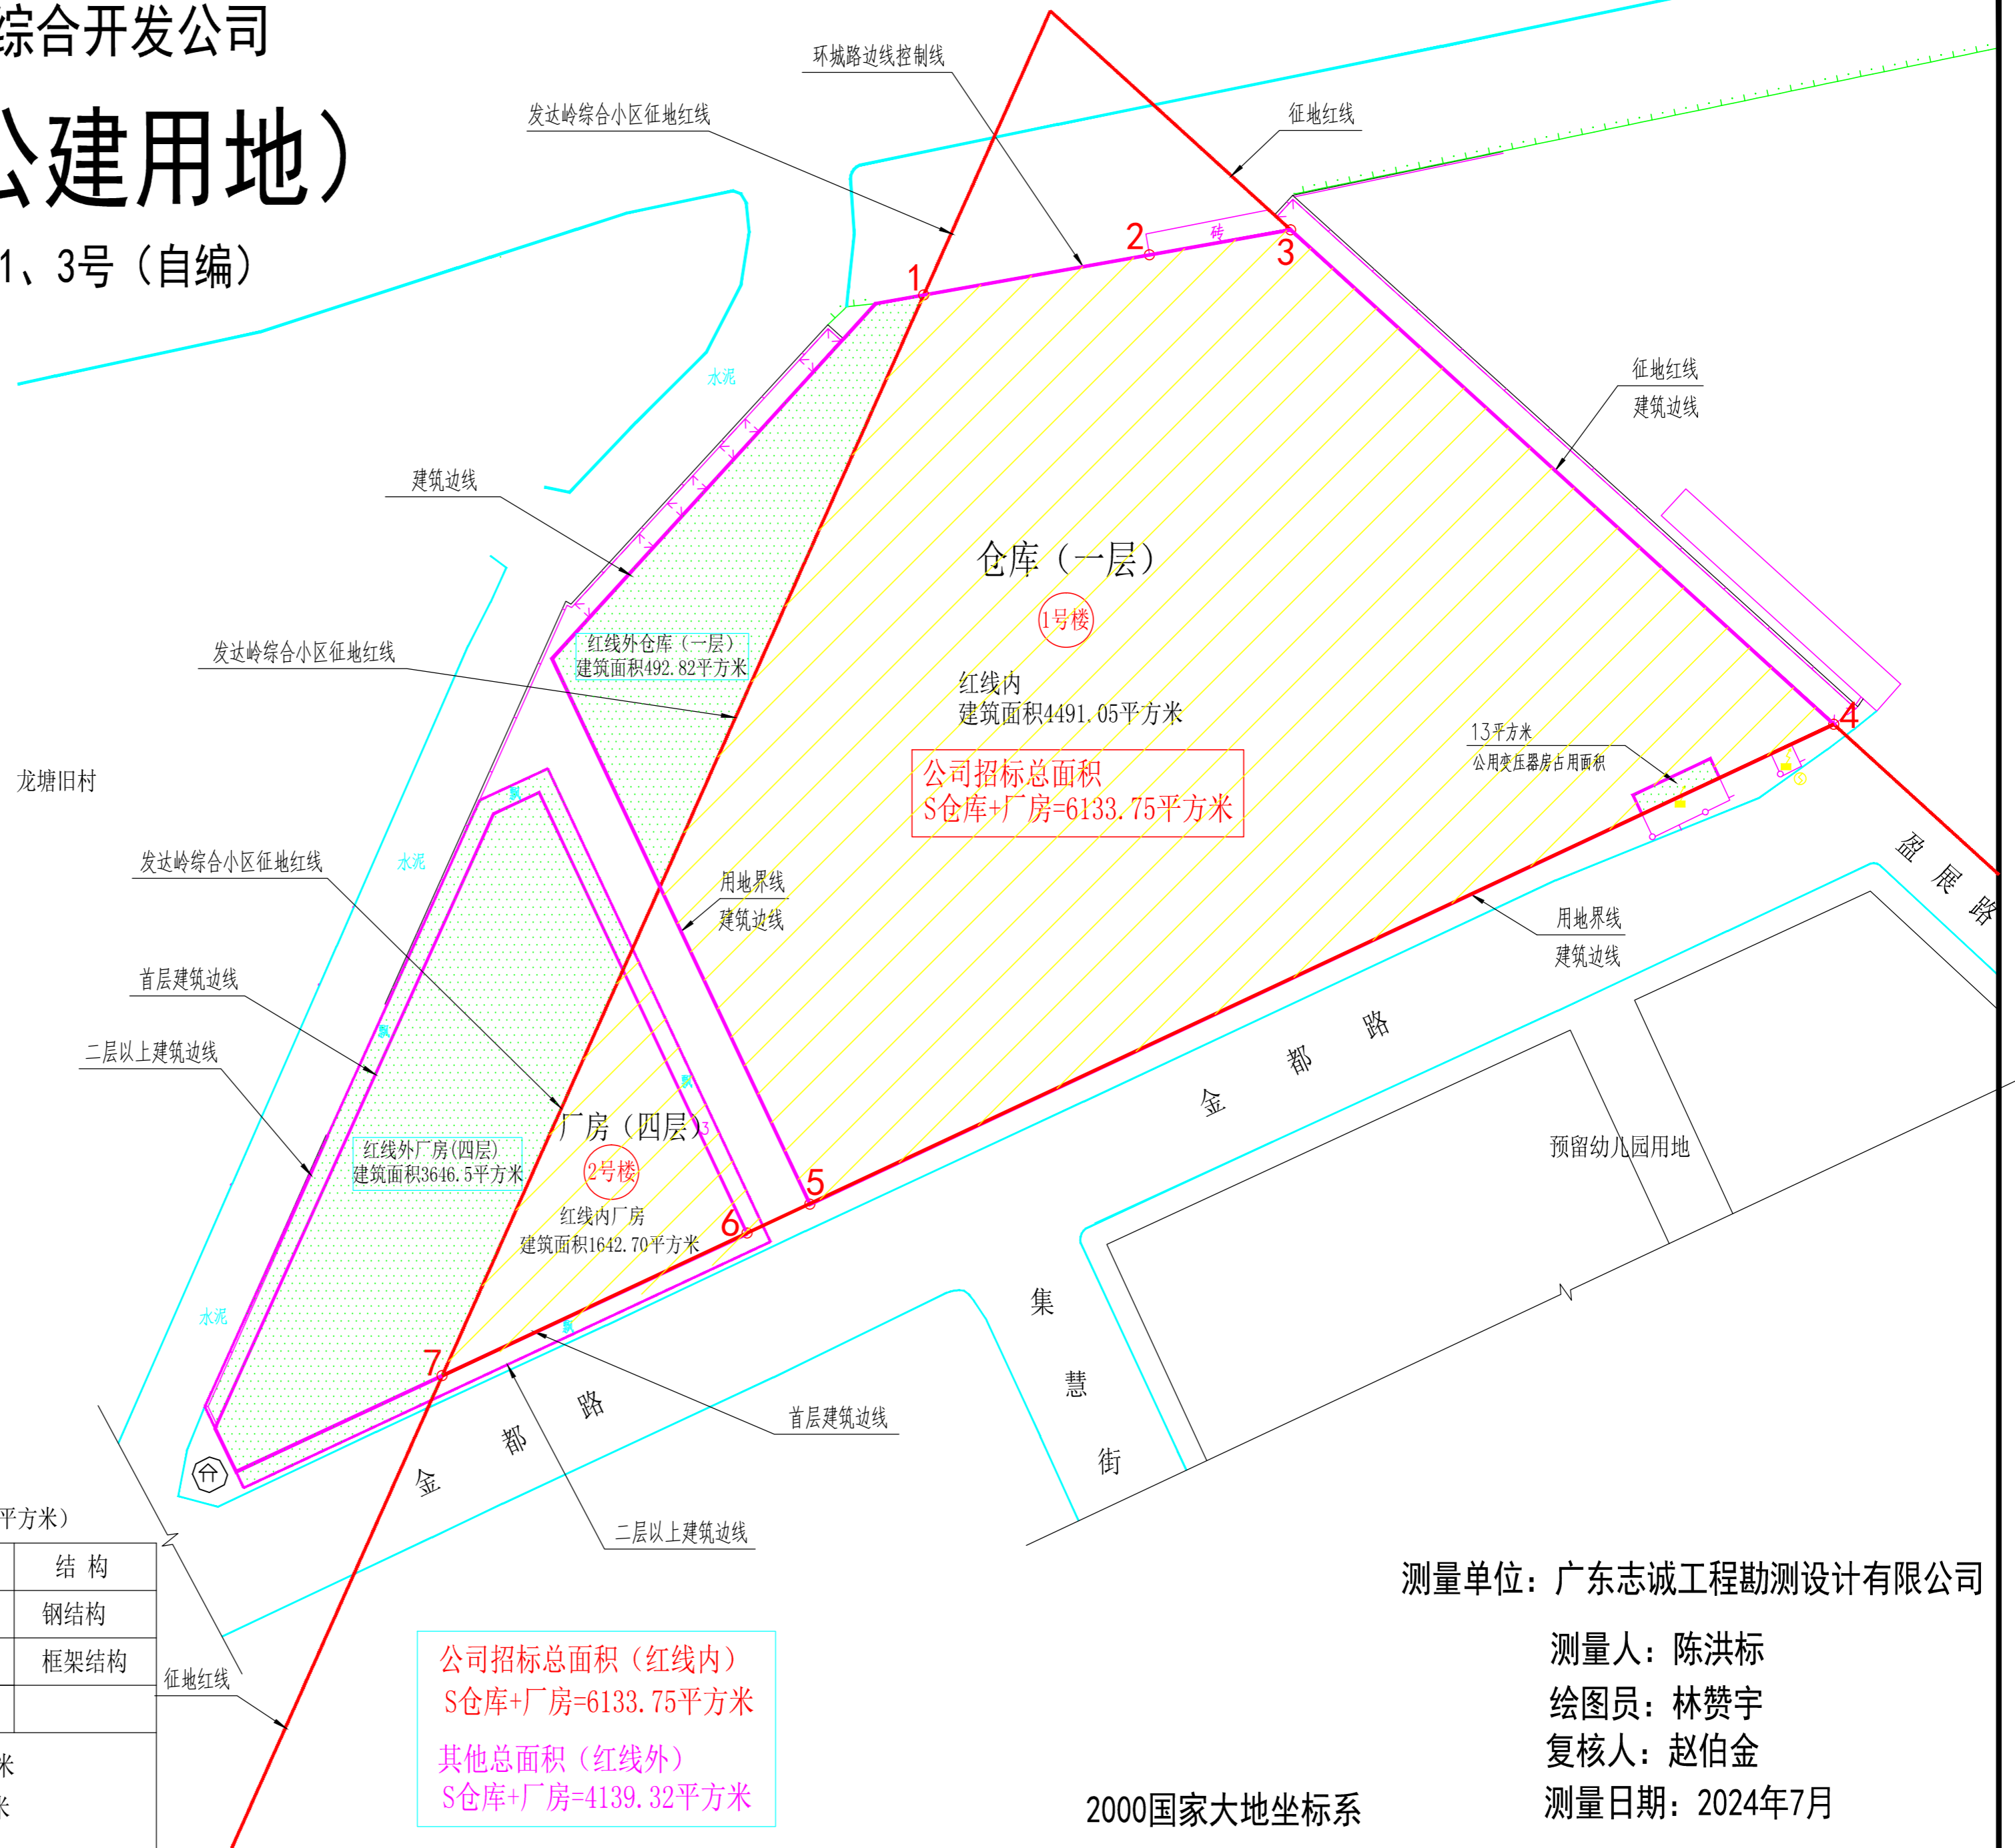 综合开发公司
公建用地）
1、3号（自编）
环城路边线控制线
发达岭综合小区征地红线
征地红线
1
2
砖
3
水泥
征地红线
建筑边线
建筑边线
仓库（一层）
1号楼
红线外仓库（一层）
建筑面积492.82平方米
发达岭综合小区征地红线
红线内
建筑面积4491.05平方米
4
13平方米
公用变压器房占用面积
公司招标总面积
S仓库+厂房=6133.75平方米
龙塘旧村
飘
水泥
发达岭综合小区征地红线
用地界线
建筑边线
盈展路
用地界线
建筑边线
首层建筑边线
飘
二层以上建筑边线
飘
金都路
厂房（四层）
3
2号楼
红线外厂房(四层)
建筑面积3646.5平方米
红线内厂房
建筑面积1642.70平方米
5
6
预留幼儿园用地
水泥
飘
7
集慧街
首层建筑边线
金都路
二层以上建筑边线
平方米）
结 构
钢结构
框架结构
征地红线
米
米
公司招标总面积（红线内）
S仓库+厂房=6133.75平方米
其他总面积（红线外）
S仓库+厂房=4139.32平方米
2000国家大地坐标系
测量单位：广东志诚工程勘测设计有限公司
测量人：陈洪标
绘图员：林赞宇
复核人：赵伯金
测量日期：2024年7月